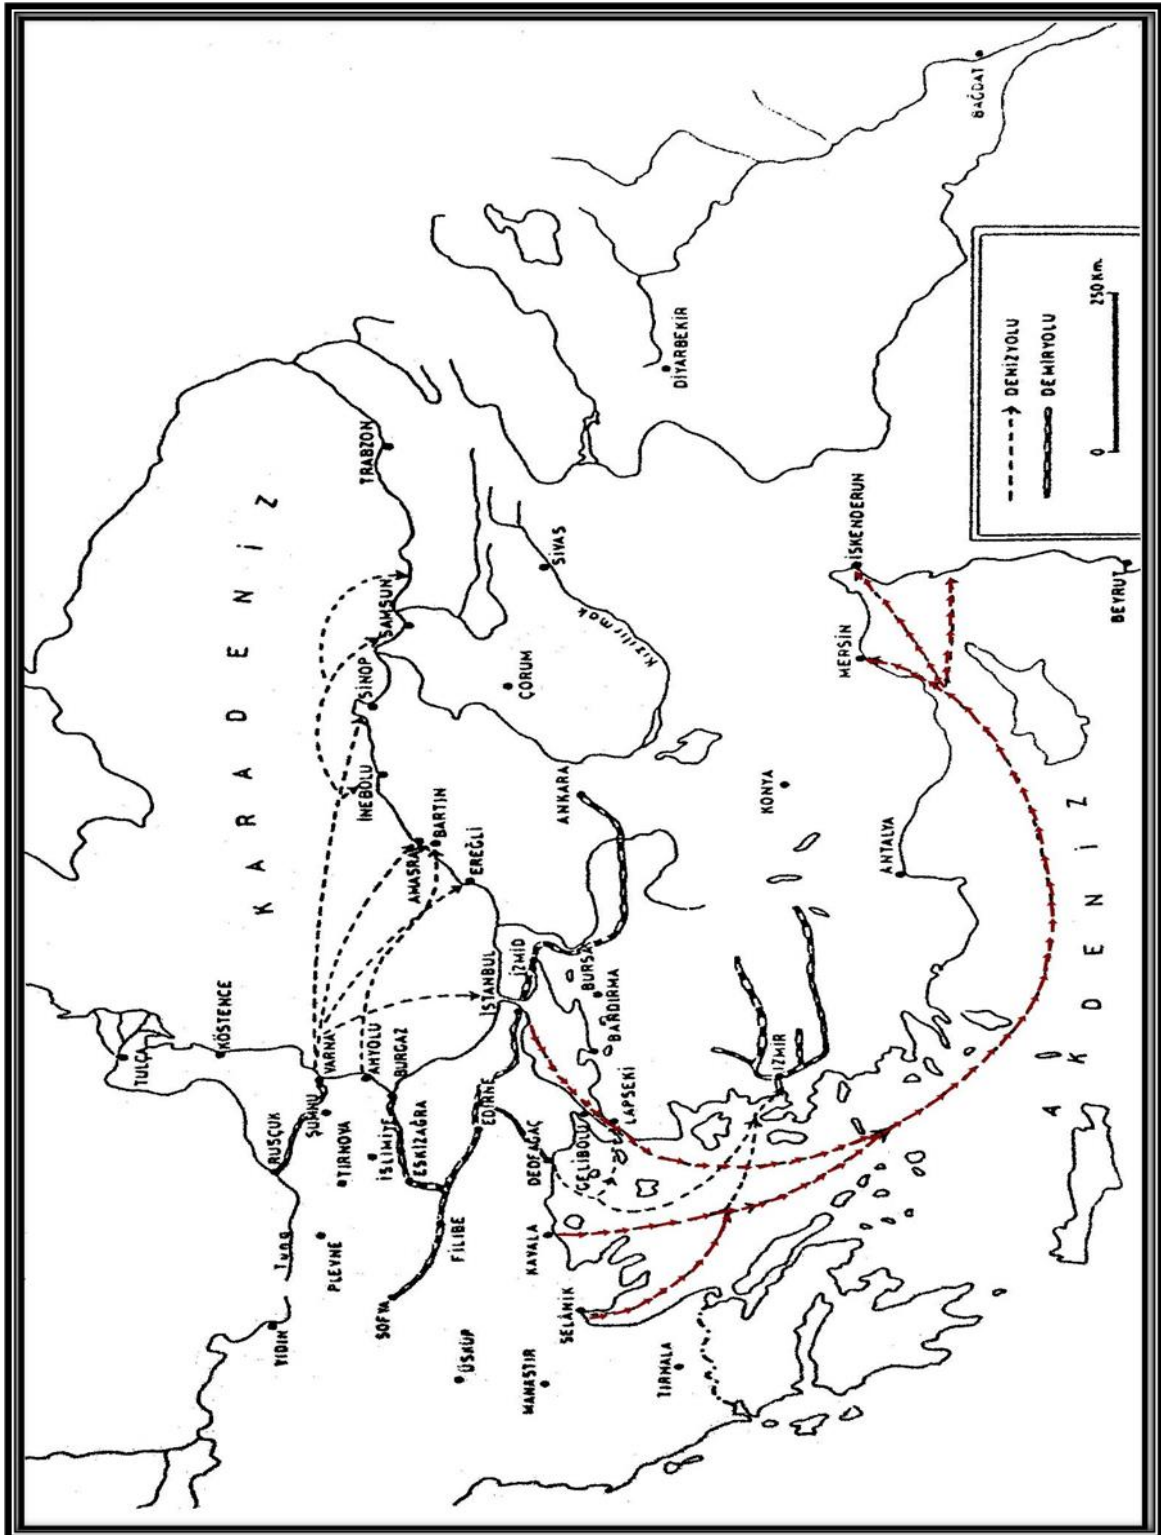 KARADENİZ
AKDENİZ
TULÇA
KÖSTENCE
RUSÇUK
ŞUMNU
VARNA
VİDİN
Tuna
PLEVNE
TIRNOVA
İSLİMİYE
ESKİZAĞRA
AHYOLU
BURGAZ
SOFYA
FİLİBE
EDİRNE
İSTANBUL
İZMİD
ÜSKÜP
MANASTIR
SELÂNİK
KAVALA
DEDEAĞAÇ
GELİBOLU
LAPSEKİ
BANDIRMA
BURSA
TIRHALA
İZMİR
EREĞLİ
BARTIN
AMASRA
İNEBOLU
SİNOP
SAMSUN
TRABZON
ANKARA
ÇORUM
Kızılırmak
SİVAS
KONYA
ANTALYA
MERSİN
İSKENDERUN
DİYARBEKİR
BAĞDAT
BEYRUT
DENİZYOLU
DEMİRYOLU
0 250 Km.